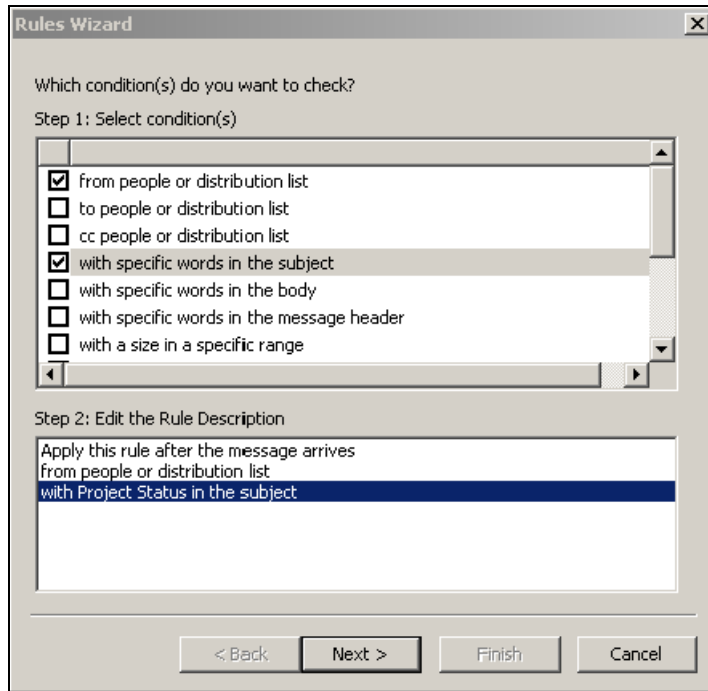 Rules Wizard
Which condition(s) do you want to check?
Step 1: Select condition(s)
from people or distribution list
to people or distribution list
cc people or distribution list
with specific words in the subject
with specific words in the body
with specific words in the message header
with a size in a specific range
Step 2: Edit the Rule Description
Apply this rule after the message arrives
from people or distribution list
with Project Status in the subject
< Back Next > Finish Cancel